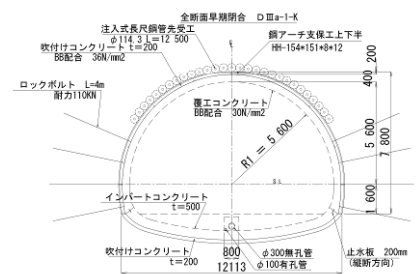 全断面早期閉合 DⅢa-1-K
注入式長尺鋼管先受工
φ114.3 L=12 500
鋼アーチ支保工上下半
HH-154*151*8*12
吹付けコンクリート t=200
BB配合 36N/mm2
ロックボルト L=4m
耐力110KN
覆工コンクリート
BB配合 30N/mm2
R1 = 5 600
200
400
5 600
7 800
1 600
S L
インバートコンクリート
t=500
吹付けコンクリート
t=200
800
12113
φ300無孔管
φ100有孔管
止水板 200mm
(縦断方向)